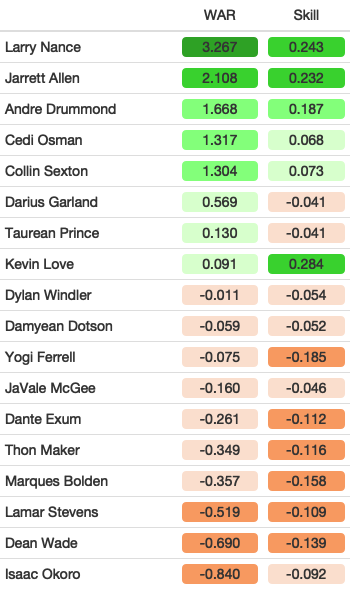 WAR Skill
Larry Nance 3.267 0.243
Jarrett Allen 2.108 0.232
Andre Drummond 1.668 0.187
Cedi Osman 1.317 0.068
Collin Sexton 1.304 0.073
Darius Garland 0.569 -0.041
Taurean Prince 0.130 -0.041
Kevin Love 0.091 0.284
Dylan Windler -0.011 -0.054
Damyean Dotson -0.059 -0.052
Yogi Ferrell -0.075 -0.185
JaVale McGee -0.160 -0.046
Dante Exum -0.261 -0.112
Thon Maker -0.349 -0.116
Marques Bolden -0.357 -0.158
Lamar Stevens -0.519 -0.109
Dean Wade -0.690 -0.139
Isaac Okoro -0.840 -0.092